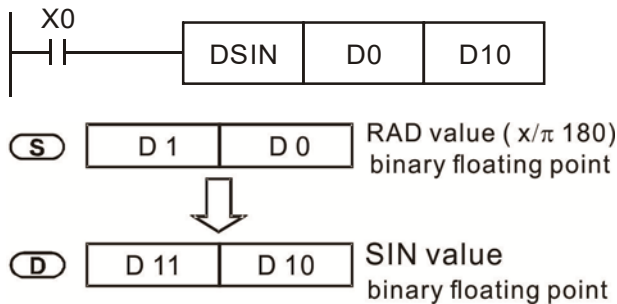 X0
DSIN D0 D10
S D 1 D 0 RAD value ( x/π 180)
binary floating point
D D 11 D 10 SIN value
binary floating point